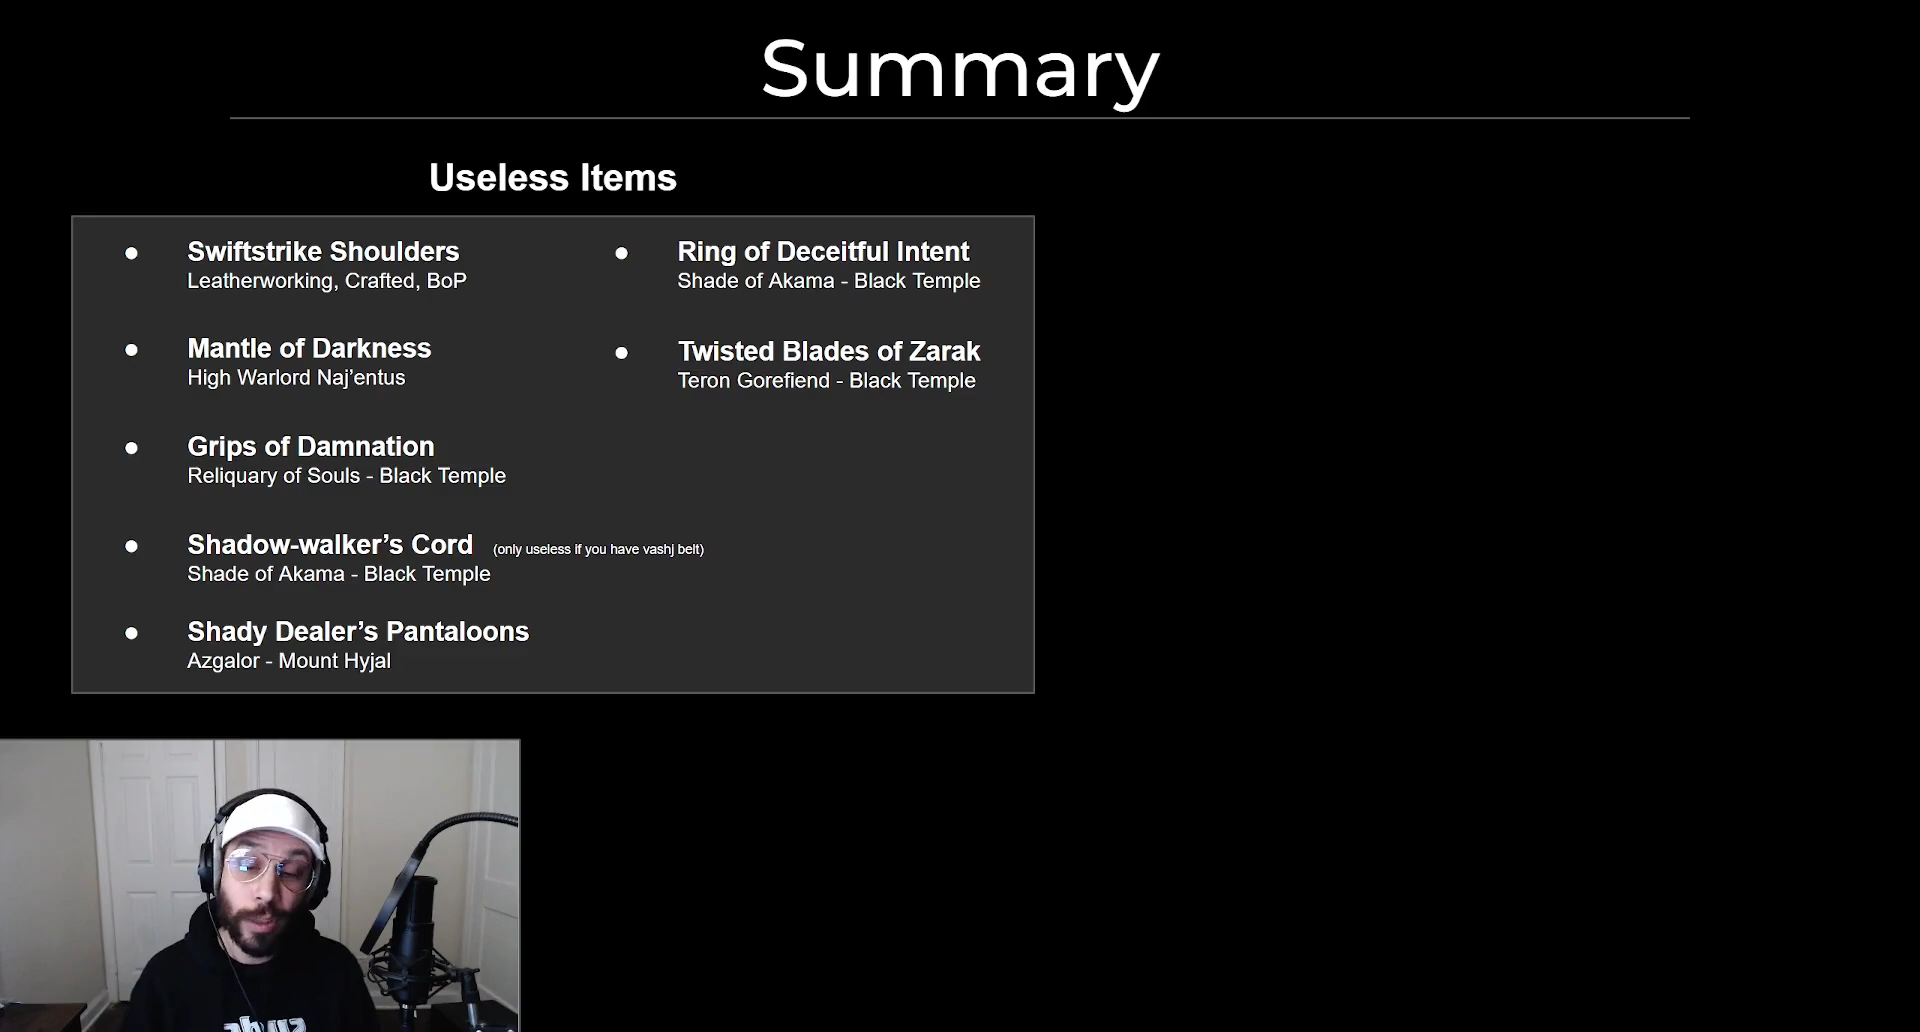 Summary
Useless Items
Swiftstrike Shoulders
Leatherworking, Crafted, BoP
Mantle of Darkness
High Warlord Naj’entus
Grips of Damnation
Reliquary of Souls - Black Temple
Shadow-walker’s Cord (only useless if you have vashj belt)
Shade of Akama - Black Temple
Shady Dealer’s Pantaloons
Azgalor - Mount Hyjal
Ring of Deceitful Intent
Shade of Akama - Black Temple
Twisted Blades of Zarak
Teron Gorefiend - Black Temple